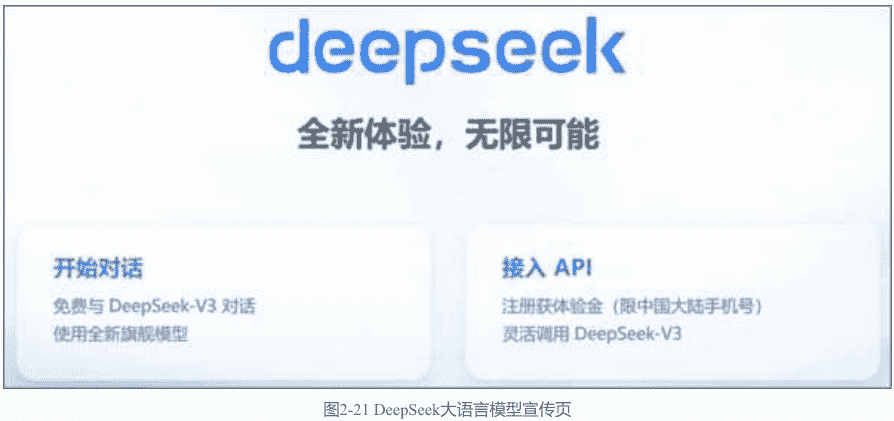 deepseek
全新体验，无限可能
开始对话
免费与 DeepSeek-V3 对话
使用全新旗舰模型
接入 API
注册获体验金（限中国大陆手机号）
灵活调用 DeepSeek-V3
图2-21 DeepSeek大语言模型宣传页